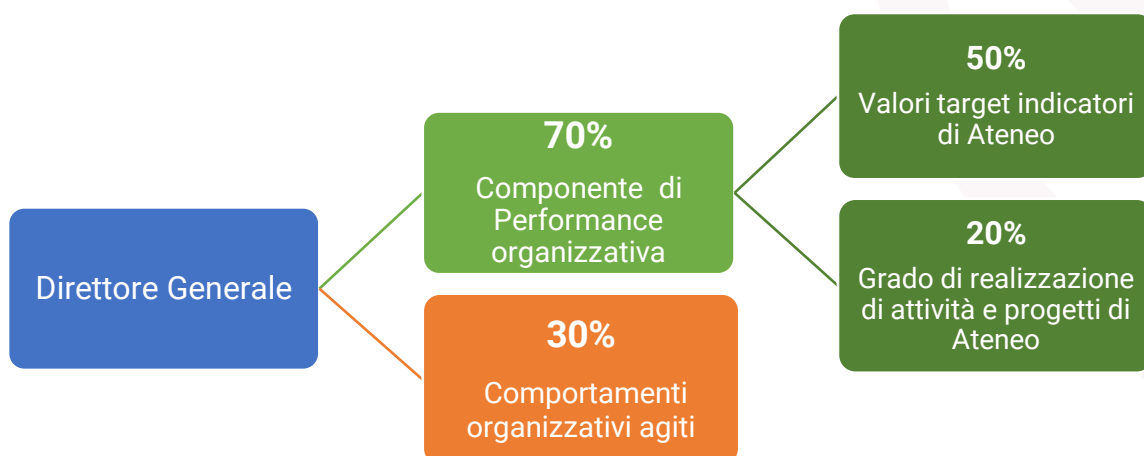 Direttore Generale
70%
Componente di
Performance
organizzativa
30%
Comportamenti
organizzativi agiti
50%
Valori target indicatori
di Ateneo
20%
Grado di realizzazione
di attività e progetti di
Ateneo